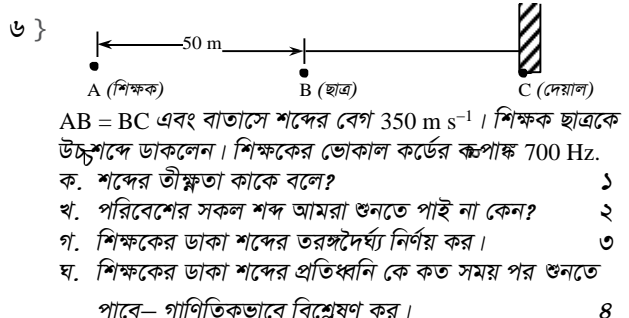 ৬ }
50 m
A (শিক্ষক) B (ছাত্র) C (দেয়াল)
AB = BC এবং বাতাসে শব্দের বেগ 350 m s⁻¹। শিক্ষক ছাত্রকে
উচ্চশব্দে ডাকলেন। শিক্ষকের ভোকাল কর্ডের কম্পাঙ্ক 700 Hz.
ক. শব্দের তীক্ষ্ণতা কাকে বলে? ১
খ. পরিবেশের সকল শব্দ আমরা শুনতে পাই না কেন? ২
গ. শিক্ষকের ডাকা শব্দের তরঙ্গদৈর্ঘ্য নির্ণয় কর। ৩
ঘ. শিক্ষকের ডাকা শব্দের প্রতিধ্বনি কে কত সময় পর শুনতে
পাবে– গাণিতিকভাবে বিশ্লেষণ কর। ৪